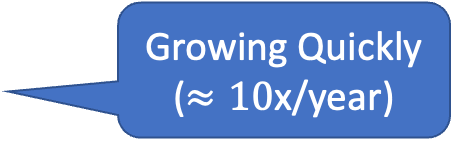 Growing Quickly
(≈ 10x/year)